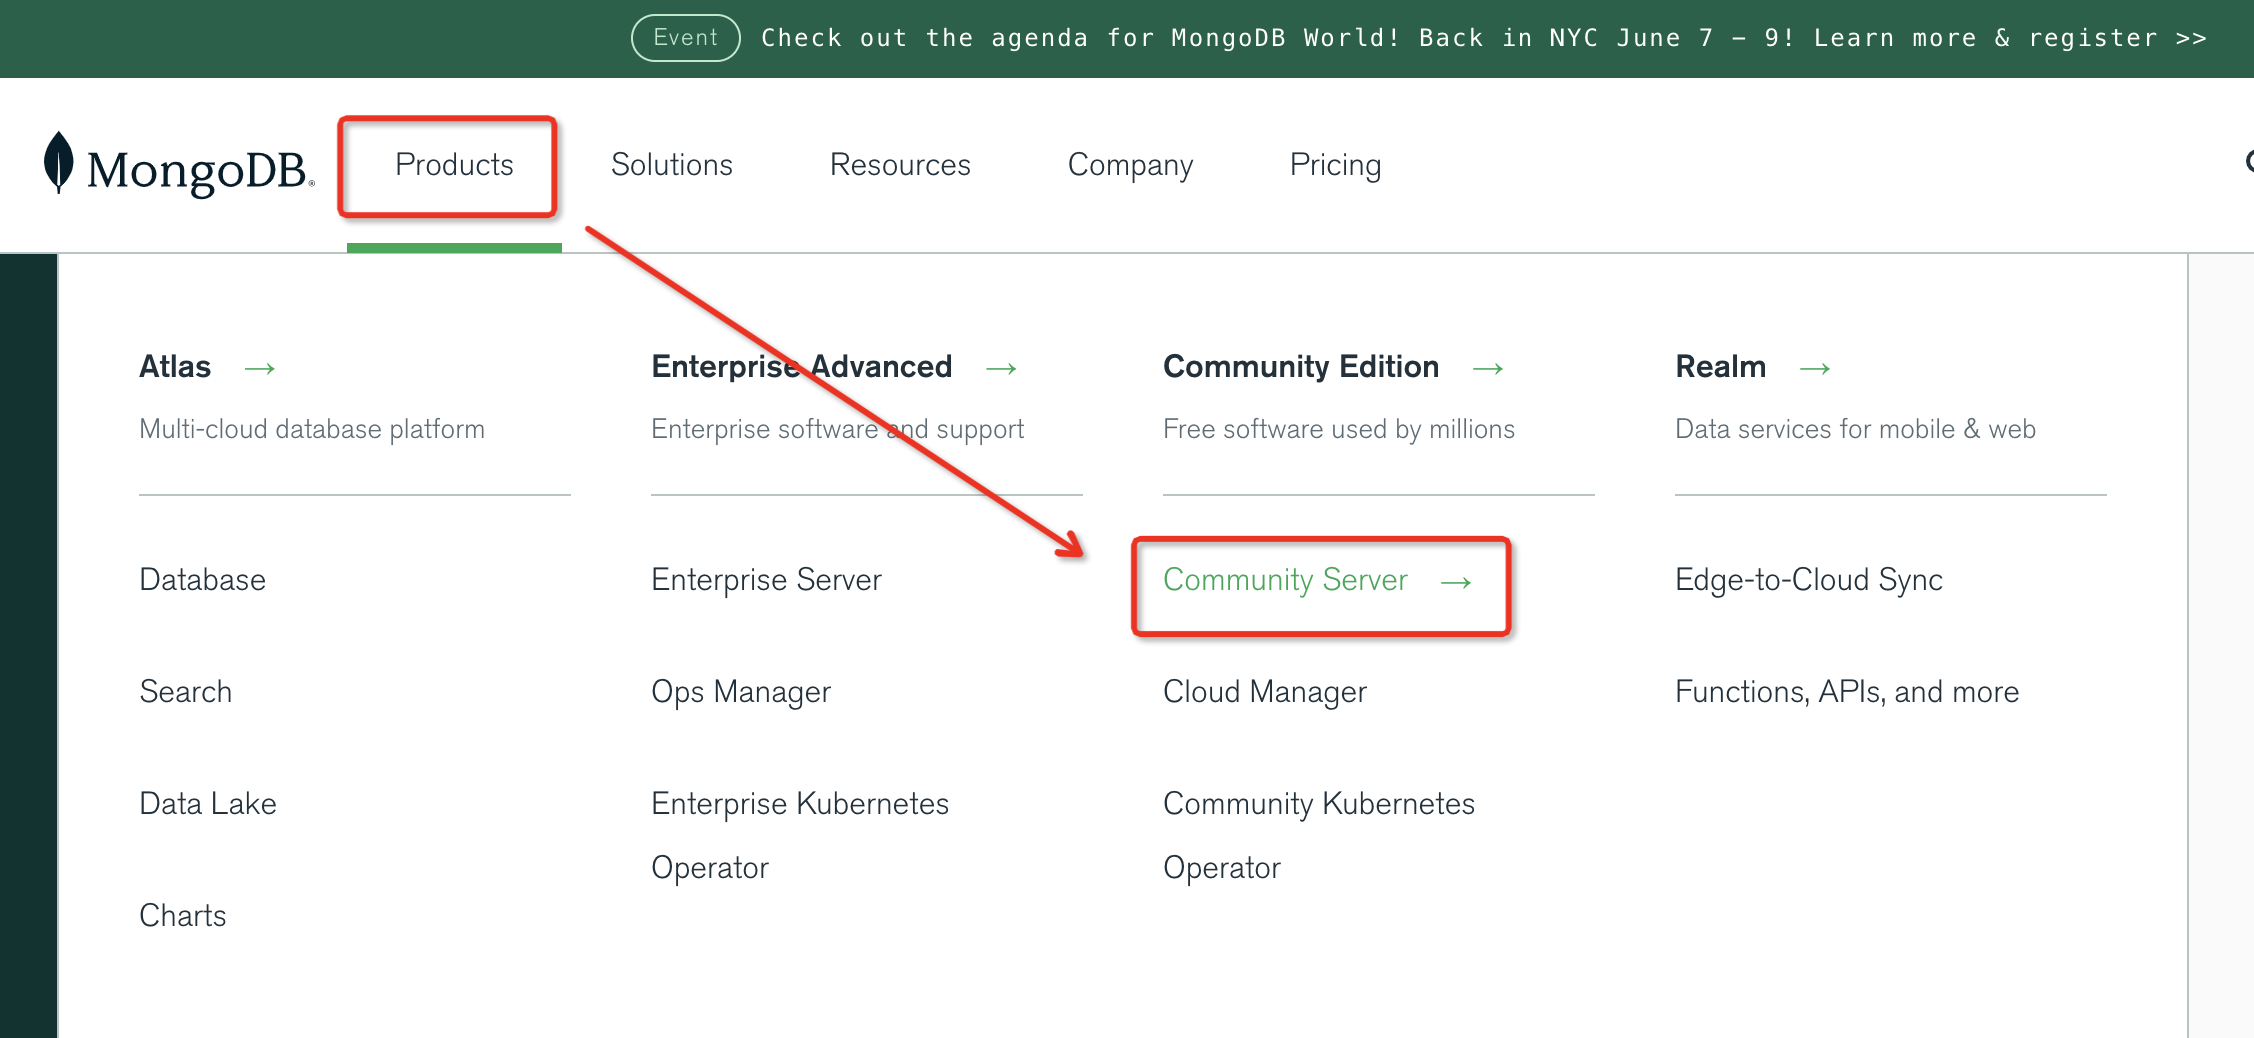 Event
Check out the agenda for MongoDB World! Back in NYC June 7 – 9! Learn more & register >>
MongoDB®
Products
Solutions
Resources
Company
Pricing
Atlas →
Multi-cloud database platform
Database
Search
Data Lake
Charts
Enterprise Advanced →
Enterprise software and support
Enterprise Server
Ops Manager
Enterprise Kubernetes
Operator
Community Edition →
Free software used by millions
Community Server →
Cloud Manager
Community Kubernetes
Operator
Realm →
Data services for mobile & web
Edge-to-Cloud Sync
Functions, APIs, and more